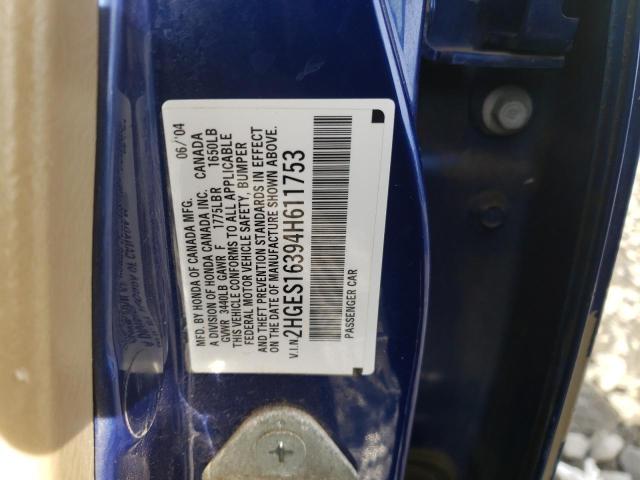 MFD. BY HONDA OF CANADA MFG. 06/'04
A DIVISION OF HONDA CANADA INC. CANADA
GVWR 3440LB GAWR F 1775LBR 1650LB
THIS VEHICLE CONFORMS TO ALL APPLICABLE
FEDERAL MOTOR VEHICLE SAFETY, BUMPER
AND THEFT PREVENTION STANDARDS IN EFFECT
ON THE DATE OF MANUFACTURE SHOWN ABOVE.
V.I.N. 2HGES16394H611753
PASSENGER CAR